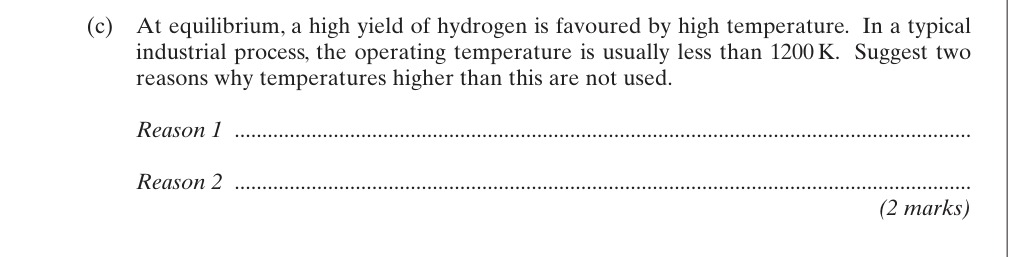 (c) At equilibrium, a high yield of hydrogen is favoured by high temperature. In a typical
industrial process, the operating temperature is usually less than 1200 K. Suggest two
reasons why temperatures higher than this are not used.
Reason 1 ....................................................................................................
Reason 2 ....................................................................................................
(2 marks)